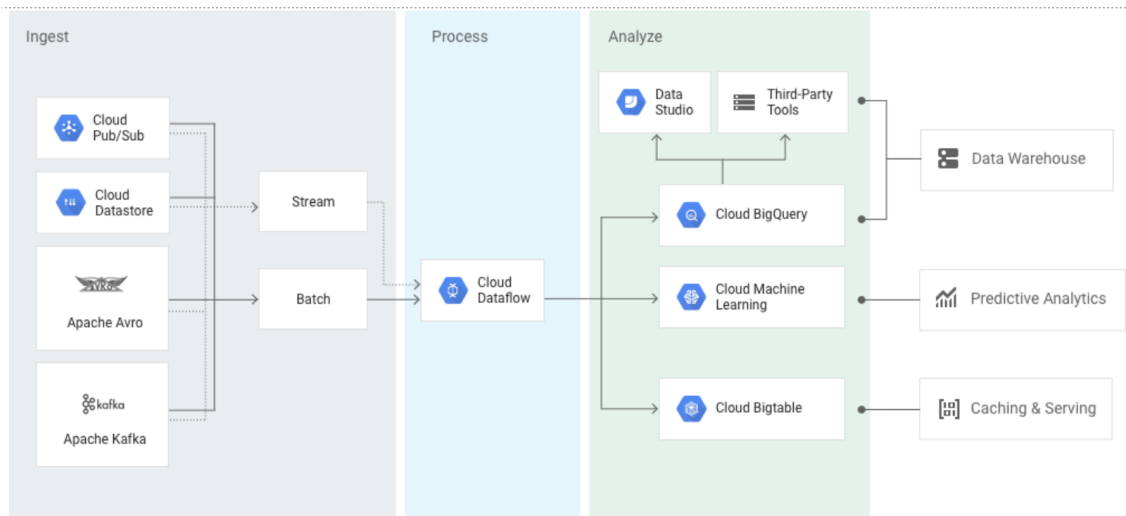 Ingest
Process
Analyze
Cloud
Pub/Sub
Cloud
Datastore
AVRO
Apache Avro
kafka
Apache Kafka
Stream
Batch
Cloud
Dataflow
Data
Studio
Third-Party
Tools
Cloud BigQuery
Cloud Machine
Learning
Cloud Bigtable
Data Warehouse
Predictive Analytics
Caching & Serving